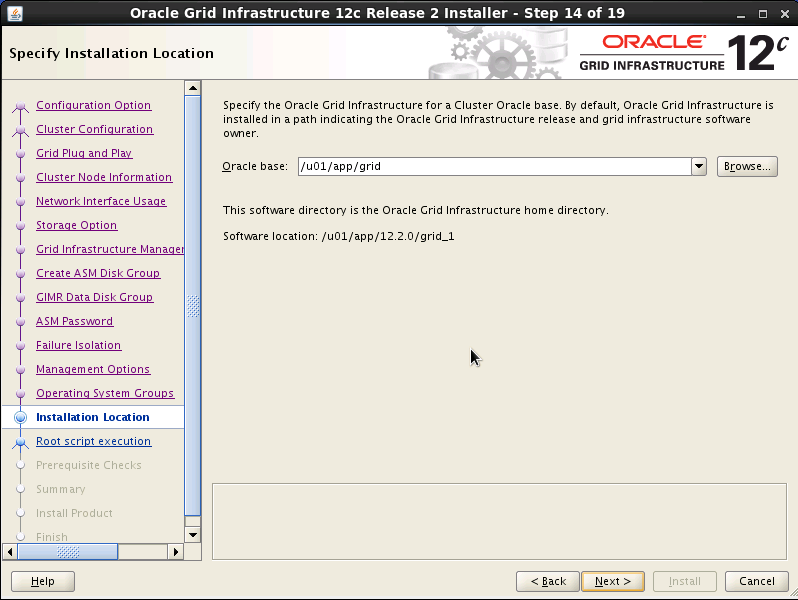 Oracle Grid Infrastructure 12c Release 2 Installer - Step 14 of 19
Specify Installation Location
ORACLE®
GRID INFRASTRUCTURE
12c
Configuration Option
Cluster Configuration
Grid Plug and Play
Cluster Node Information
Network Interface Usage
Storage Option
Grid Infrastructure Manager
Create ASM Disk Group
GIMR Data Disk Group
ASM Password
Failure Isolation
Management Options
Operating System Groups
Installation Location
Root script execution
Prerequisite Checks
Summary
Install Product
Finish
Specify the Oracle Grid Infrastructure for a Cluster Oracle base. By default, Oracle Grid Infrastructure is
installed in a path indicating the Oracle Grid Infrastructure release and grid infrastructure software
owner.
Oracle base: /u01/app/grid Browse...
This software directory is the Oracle Grid Infrastructure home directory.
Software location: /u01/app/12.2.0/grid_1
Help < Back Next > Install Cancel